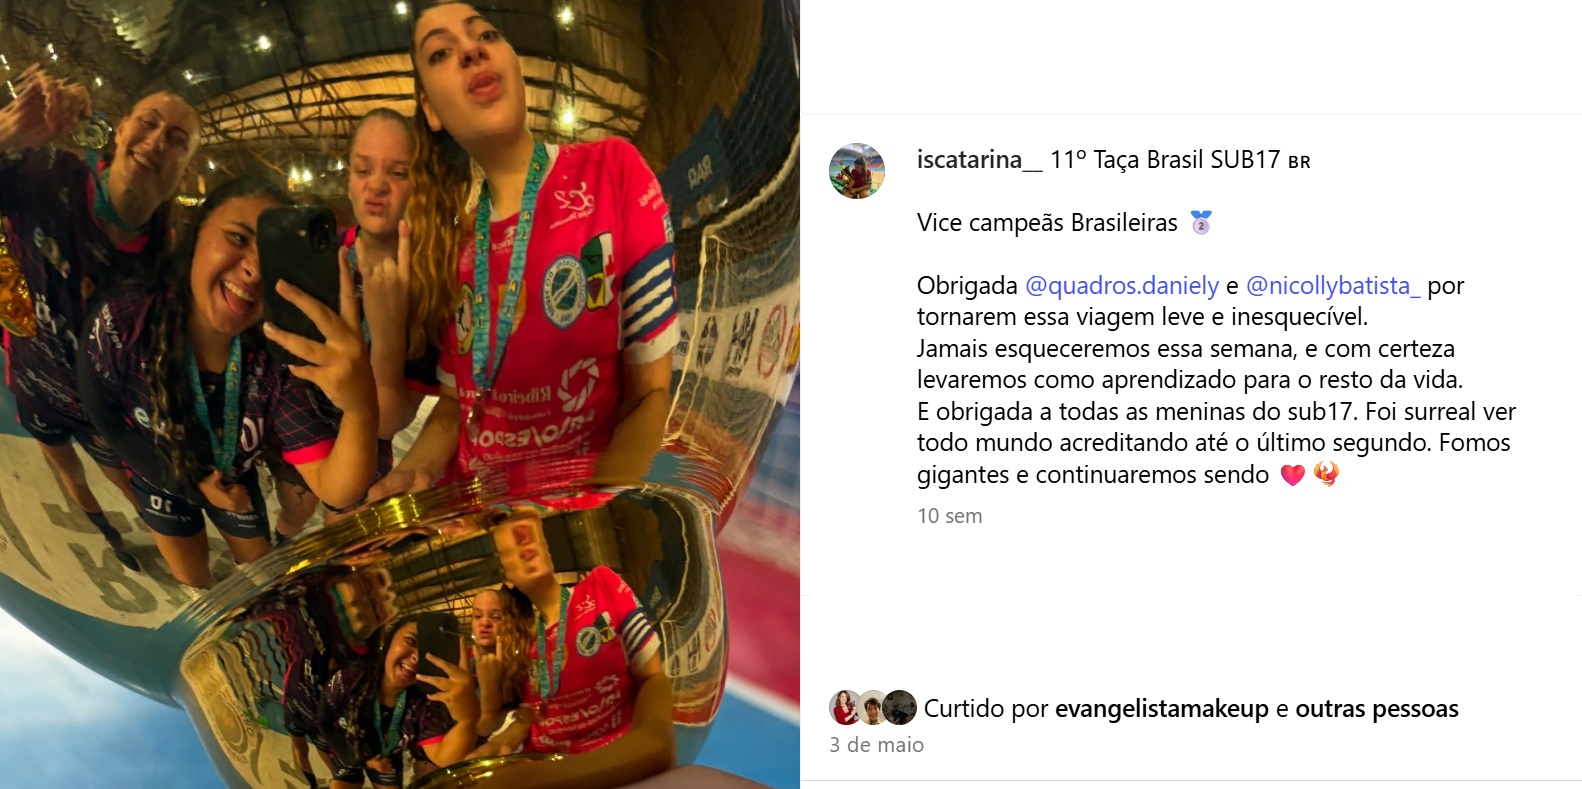 iscatarina__ 11º Taça Brasil SUB17 BR
Vice campeãs Brasileiras 🥈
Obrigada @quadros.daniely e @nicollybatista_ por
tornarem essa viagem leve e inesquecível.
Jamais esqueceremos essa semana, e com certeza
levaremos como aprendizado para o resto da vida.
E obrigada a todas as meninas do sub17. Foi surreal ver
todo mundo acreditando até o último segundo. Fomos
gigantes e continuaremos sendo ❤️ 🐦‍🔥
10 sem
Curtido por evangelistamakeup e outras pessoas
3 de maio